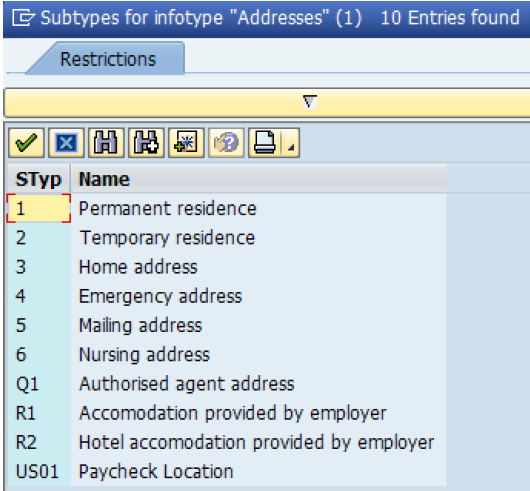 Subtypes for infotype "Addresses" (1) 10 Entries found
Restrictions
STyp Name
1 Permanent residence
2 Temporary residence
3 Home address
4 Emergency address
5 Mailing address
6 Nursing address
Q1 Authorised agent address
R1 Accomodation provided by employer
R2 Hotel accomodation provided by employer
US01 Paycheck Location